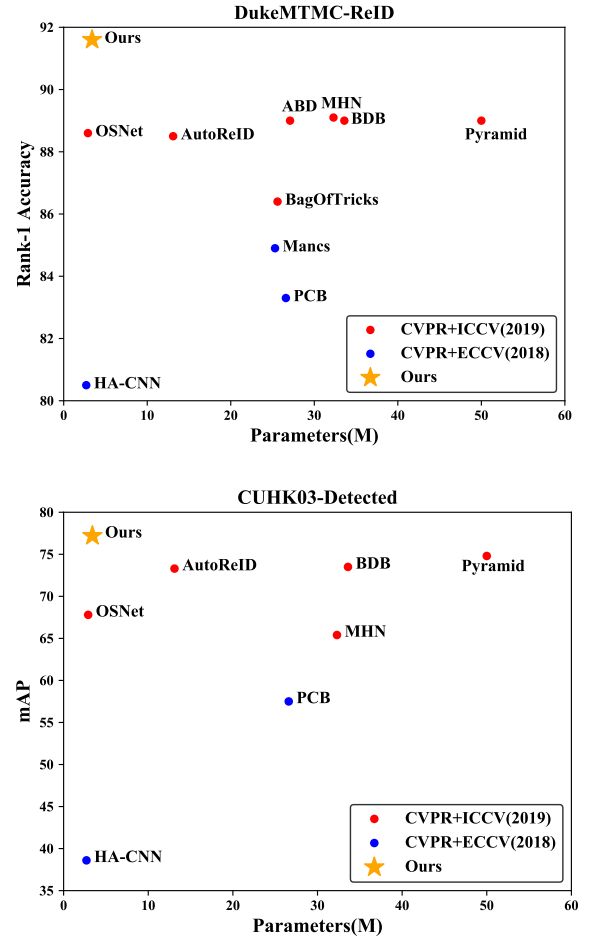 DukeMTMC-ReID
92
Ours
90
ABD
MHN
BDB
OSNet
AutoReID
Pyramid
88
BagOfTricks
86
Mancs
84
PCB
82
HA-CNN
80
Rank-1 Accuracy
CVPR+ICCV(2019)
CVPR+ECCV(2018)
Ours
0 10 20 30 40 50 60
Parameters(M)
CUHK03-Detected
80
Ours
75
AutoReID
BDB
Pyramid
70
OSNet
65
MHN
60
PCB
55
50
45
40
HA-CNN
35
mAP
CVPR+ICCV(2019)
CVPR+ECCV(2018)
Ours
0 10 20 30 40 50 60
Parameters(M)